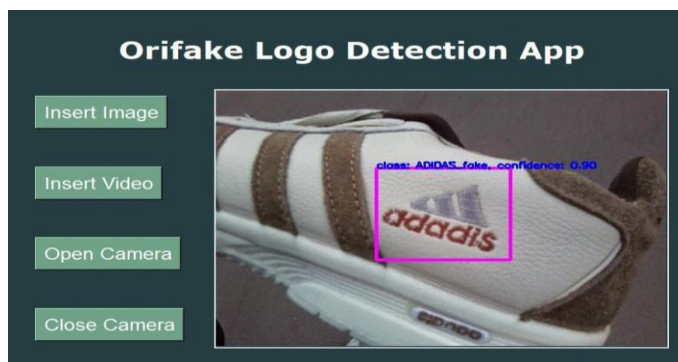 Orifake Logo Detection App
Insert Image
Insert Video
Open Camera
Close Camera
class: ADIDAS_fake, confidence: 0.90
adadis